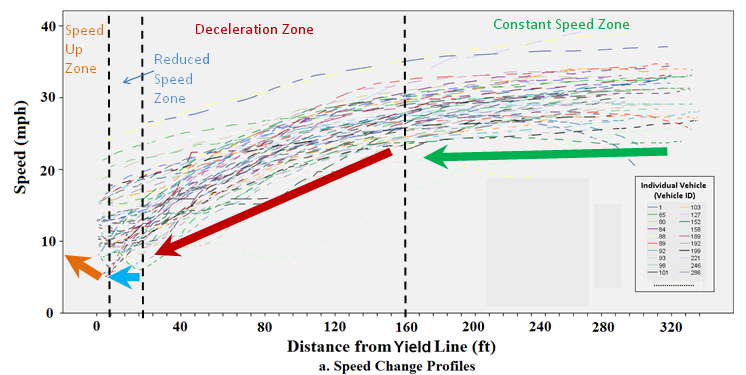 Speed
Up
Zone
Reduced
Speed
Zone
Deceleration Zone
Constant Speed Zone
40
30
20
10
0
Speed (mph)
0 40 80 120 160 200 240 280 320
Distance from Yield Line (ft)
a. Speed Change Profiles
Individual Vehicle
(Vehicle ID)
1 103
65 127
80 152
84 158
88 189
89 192
92 199
93 221
98 246
101 286